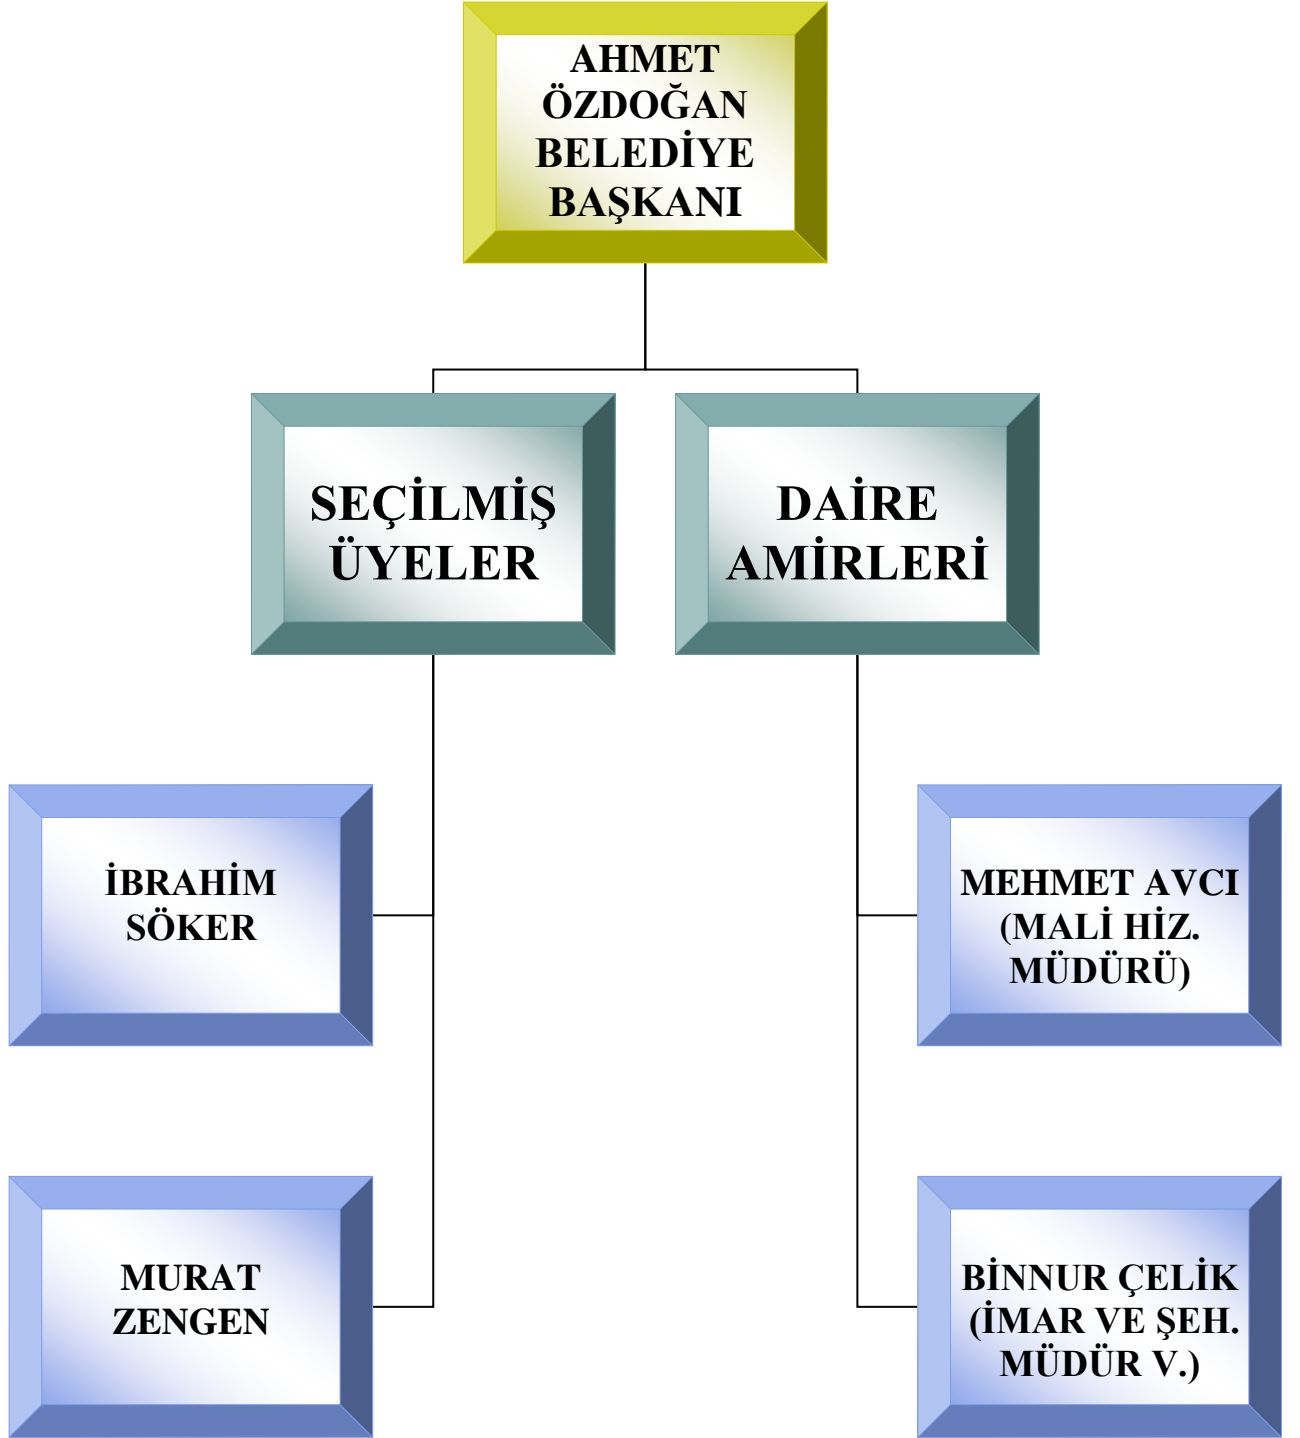 AHMET
ÖZDOĞAN
BELEDİYE
BAŞKANI
SEÇİLMİŞ
ÜYELER
DAİRE
AMİRLERİ
İBRAHİM
SÖKER
MEHMET AVCI
(MALİ HİZ.
MÜDÜRÜ)
MURAT
ZENGEN
BİNNUR ÇELİK
(İMAR VE ŞEH.
MÜDÜR V.)